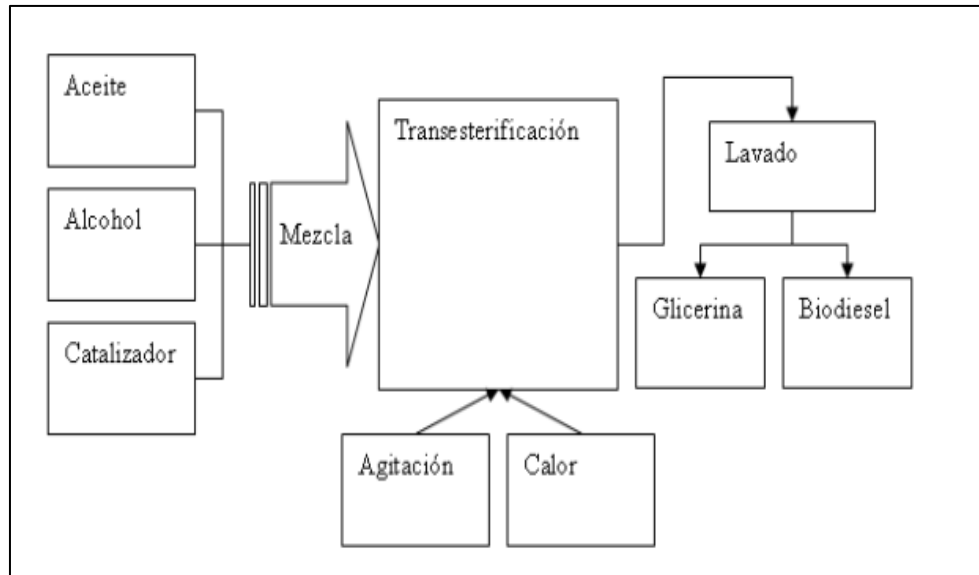 Aceite
Alcohol
Catalizador
Mezcla
Transesterificación
Agitación
Calor
Lavado
Glicerina
Biodiesel